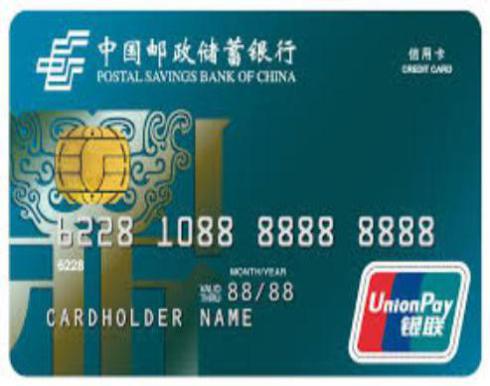 中国邮政储蓄银行
POSTAL SAVINGS BANK OF CHINA
信用卡
CREDIT CARD
6228 1088 8888 8888
6228
MONTH/YEAR
VALID THRU 88/88
CARDHOLDER NAME
UnionPay
银联